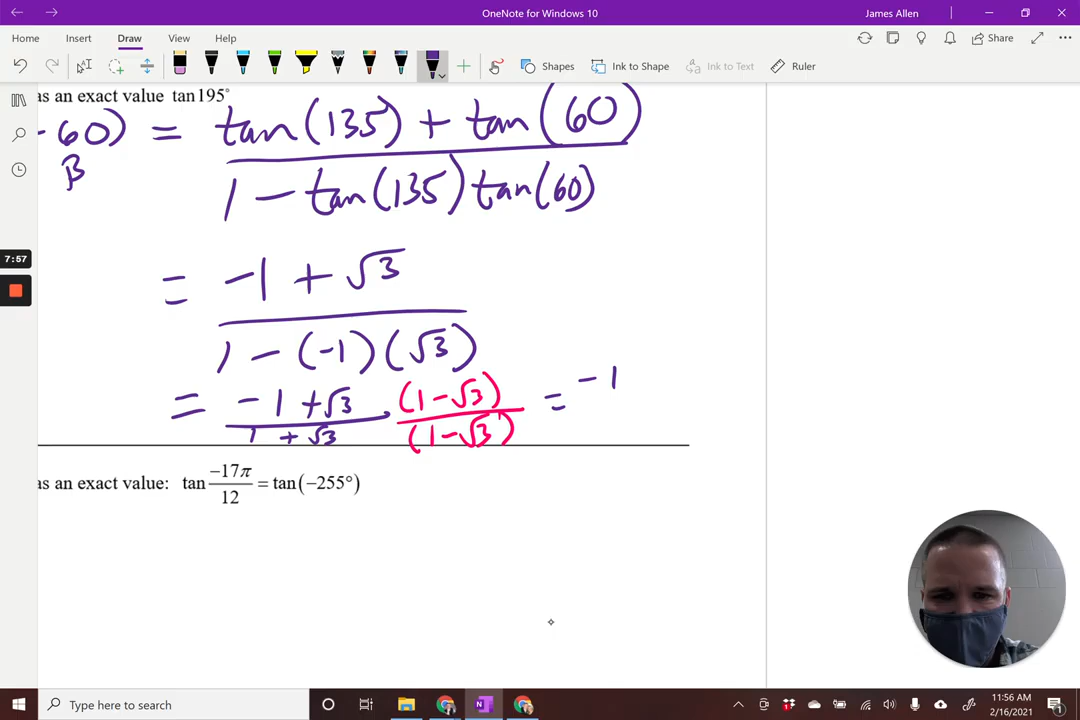 OneNote for Windows 10
James Allen
Home Insert Draw View Help
Share
Shapes
Ink to Shape
Ink to Text
Ruler
as an exact value tan195°
- 60) = tan(135) + tan(60)
β
1 - tan(135) tan(60)
= -1 + √3
1 - (-1)(√3)
7:57
= -1 + √3 · (1-√3) = -1
1 + √3 (1-√3)
as an exact value: tan -17π/12 = tan(-255°)
Type here to search
11:56 AM
2/16/2021
1